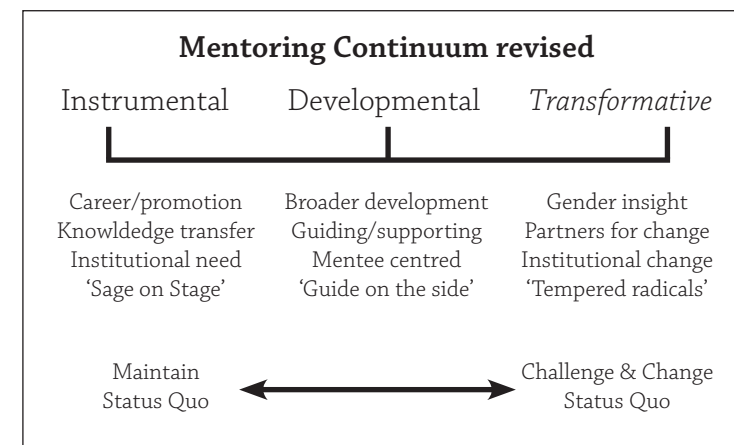 Mentoring Continuum revised
Instrumental Developmental Transformative
Career/promotion Broader development Gender insight
Knowldedge transfer Guiding/supporting Partners for change
Institutional need Mentee centred Institutional change
‘Sage on Stage’ ‘Guide on the side’ ‘Tempered radicals’
Maintain Challenge & Change
Status Quo Status Quo